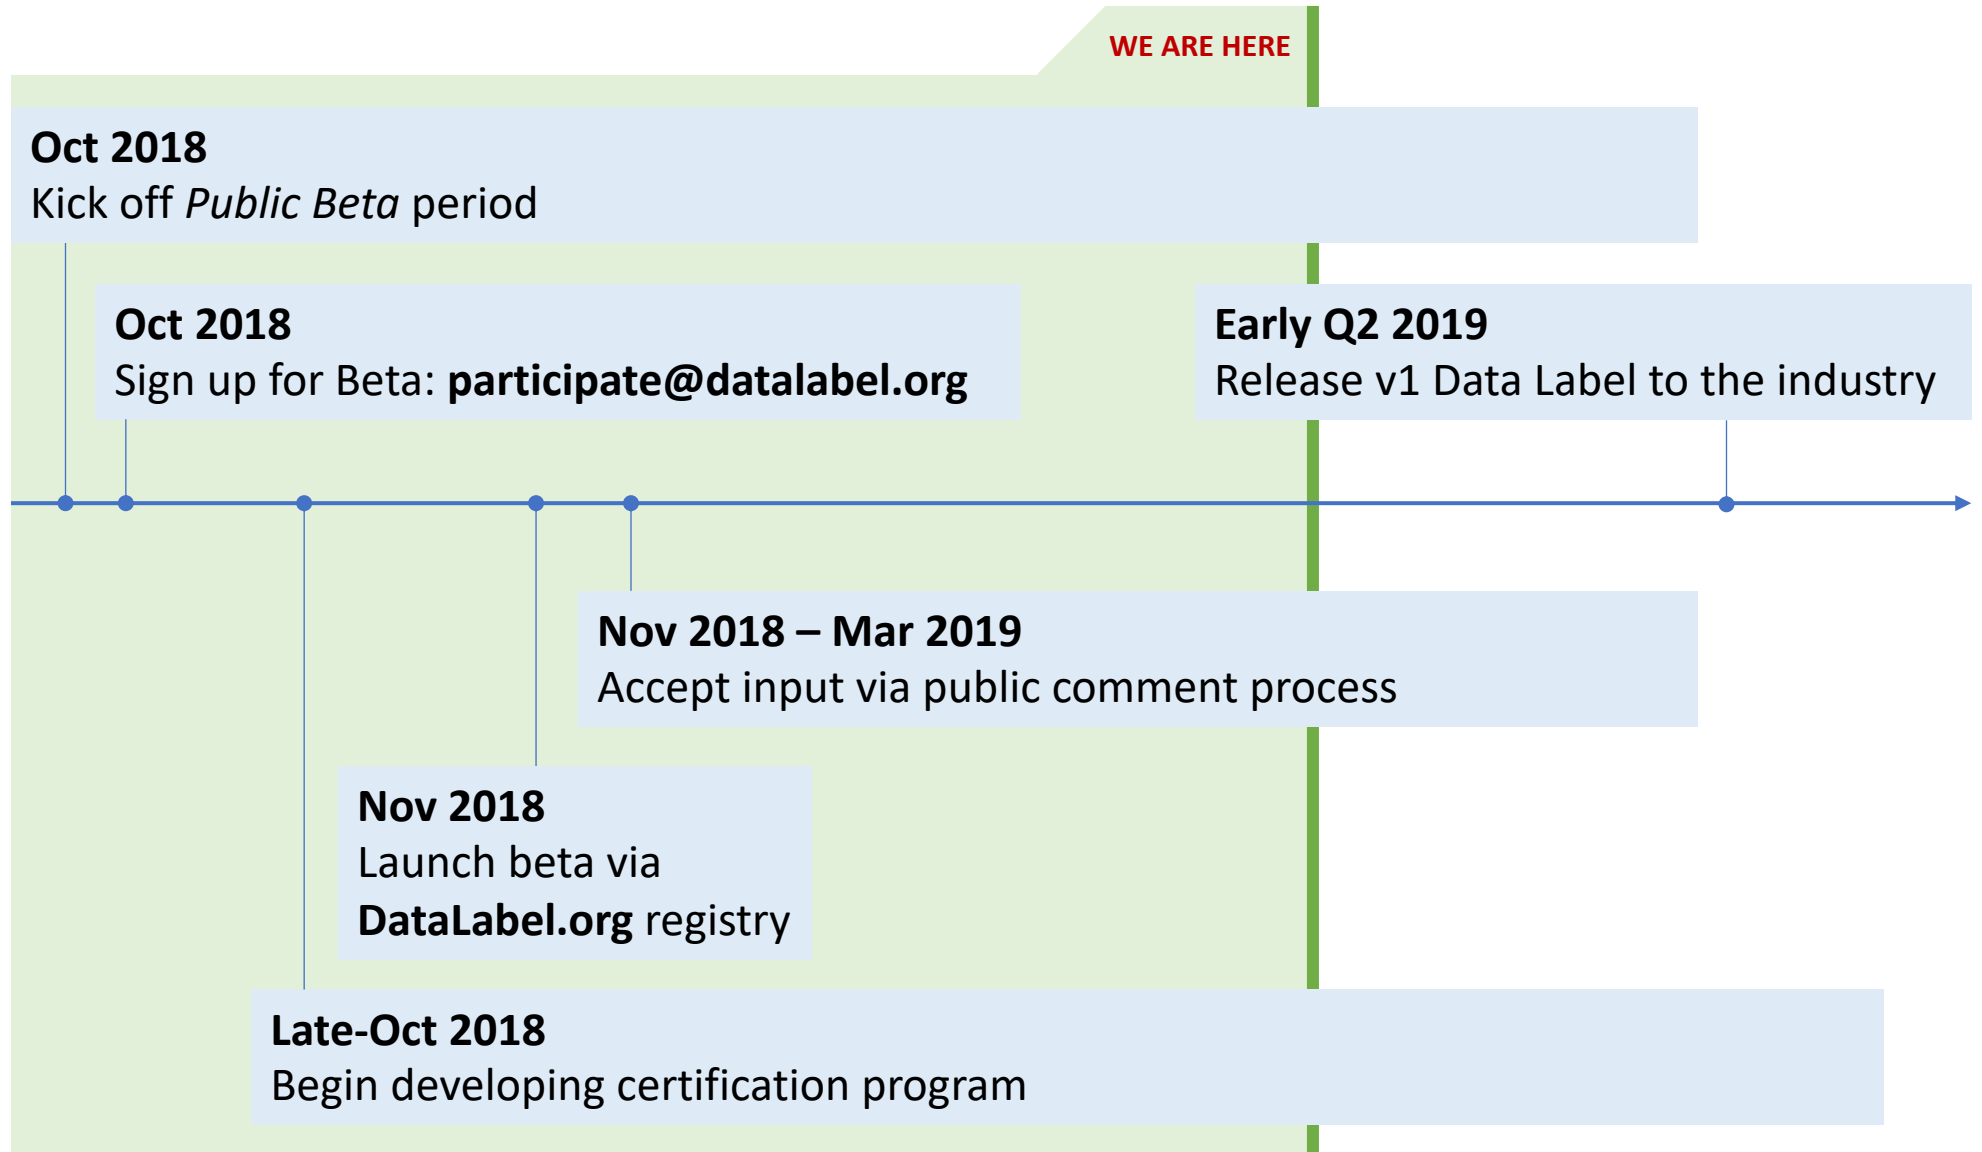 WE ARE HERE
Oct 2018
Kick off Public Beta period
Oct 2018
Sign up for Beta: participate@datalabel.org
Early Q2 2019
Release v1 Data Label to the industry
Nov 2018 – Mar 2019
Accept input via public comment process
Nov 2018
Launch beta via
DataLabel.org registry
Late-Oct 2018
Begin developing certification program